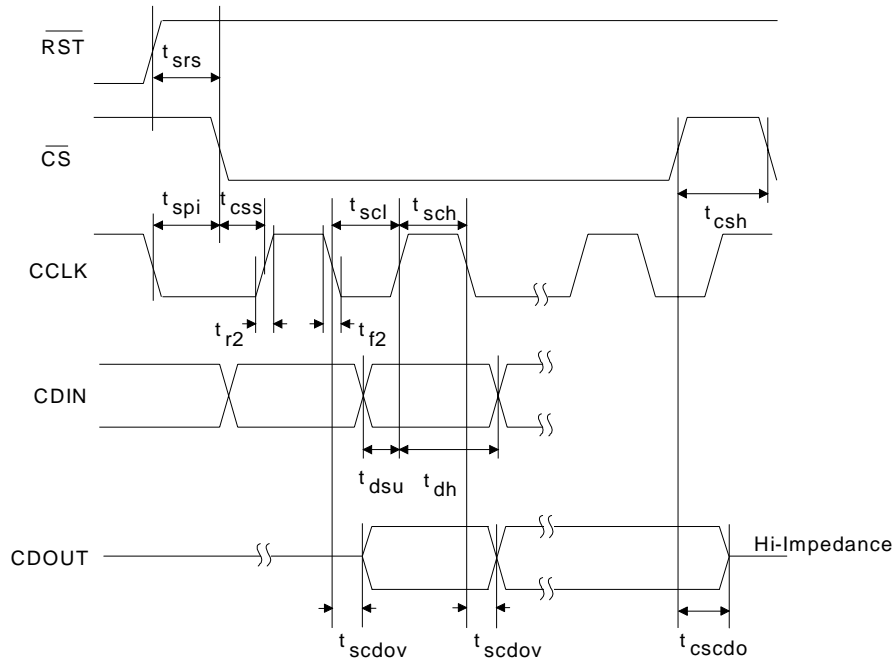 RST
t srs
CS
t spi
t css
t scl
t sch
t csh
CCLK
t r2
t f2
CDIN
t dsu
t dh
CDOUT
Hi-Impedance
t scdov
t scdov
t cscdo